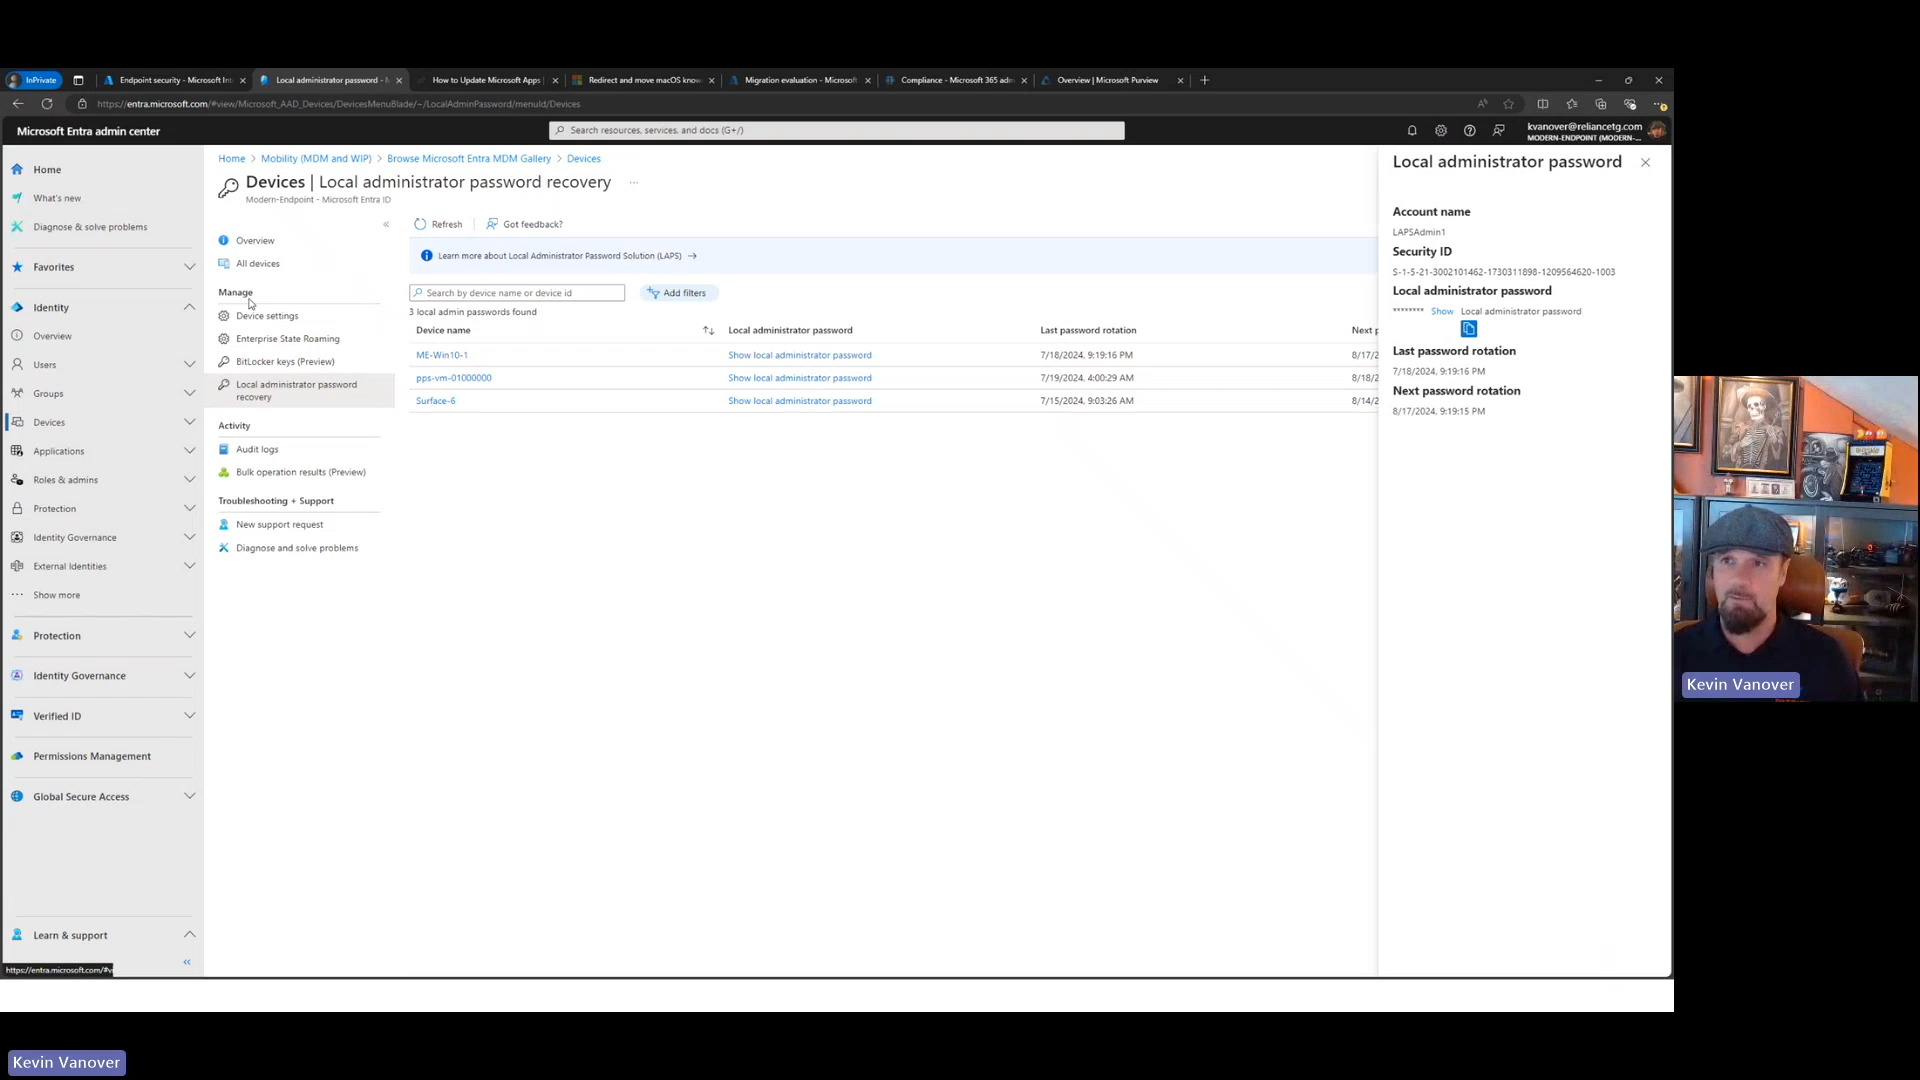 InPrivate
Endpoint security - Microsoft Int
Local administrator password - M
How to Update Microsoft Apps
Redirect and move macOS know
Migration evaluation - Microsoft
Compliance - Microsoft 365 adm
Overview | Microsoft Purview
https://entra.microsoft.com/#view/Microsoft_AAD_Devices/DevicesMenuBlade/~/LocalAdminPassword/menuId/Devices
Microsoft Entra admin center
Search resources, services, and docs (G+/)
kvanover@reliancetg.com
MODERN-ENDPOINT (MODERN-...
Home
What's new
Diagnose & solve problems
Favorites
Identity
Overview
Users
Groups
Devices
Applications
Roles & admins
Protection
Identity Governance
External Identities
Show more
Protection
Identity Governance
Verified ID
Permissions Management
Global Secure Access
Learn & support
https://entra.microsoft.com/#vi
Home > Mobility (MDM and WIP) > Browse Microsoft Entra MDM Gallery > Devices
Devices | Local administrator password recovery ...
Modern-Endpoint - Microsoft Entra ID
Overview
All devices
Manage
Device settings
Enterprise State Roaming
BitLocker keys (Preview)
Local administrator password
recovery
Activity
Audit logs
Bulk operation results (Preview)
Troubleshooting + Support
New support request
Diagnose and solve problems
Refresh
Got feedback?
Learn more about Local Administrator Password Solution (LAPS) →
Search by device name or device id
Add filters
3 local admin passwords found
Device name Local administrator password Last password rotation Next p
ME-Win10-1 Show local administrator password 7/18/2024, 9:19:16 PM 8/17/2
pps-vm-01000000 Show local administrator password 7/19/2024, 4:00:29 AM 8/18/2
Surface-6 Show local administrator password 7/15/2024, 9:03:26 AM 8/14/2
Local administrator password
Account name
LAPSAdmin1
Security ID
S-1-5-21-3002101462-1730311898-1209564620-1003
Local administrator password
******** Show Local administrator password
Last password rotation
7/18/2024, 9:19:16 PM
Next password rotation
8/17/2024, 9:19:15 PM
Kevin Vanover
Kevin Vanover